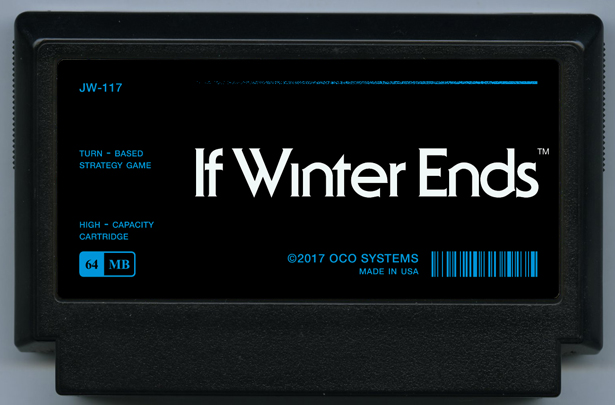 JW-117
TURN - BASED
STRATEGY GAME
If Winter Ends™
HIGH - CAPACITY
CARTRIDGE
64 MB
©2017 OCO SYSTEMS
MADE IN USA